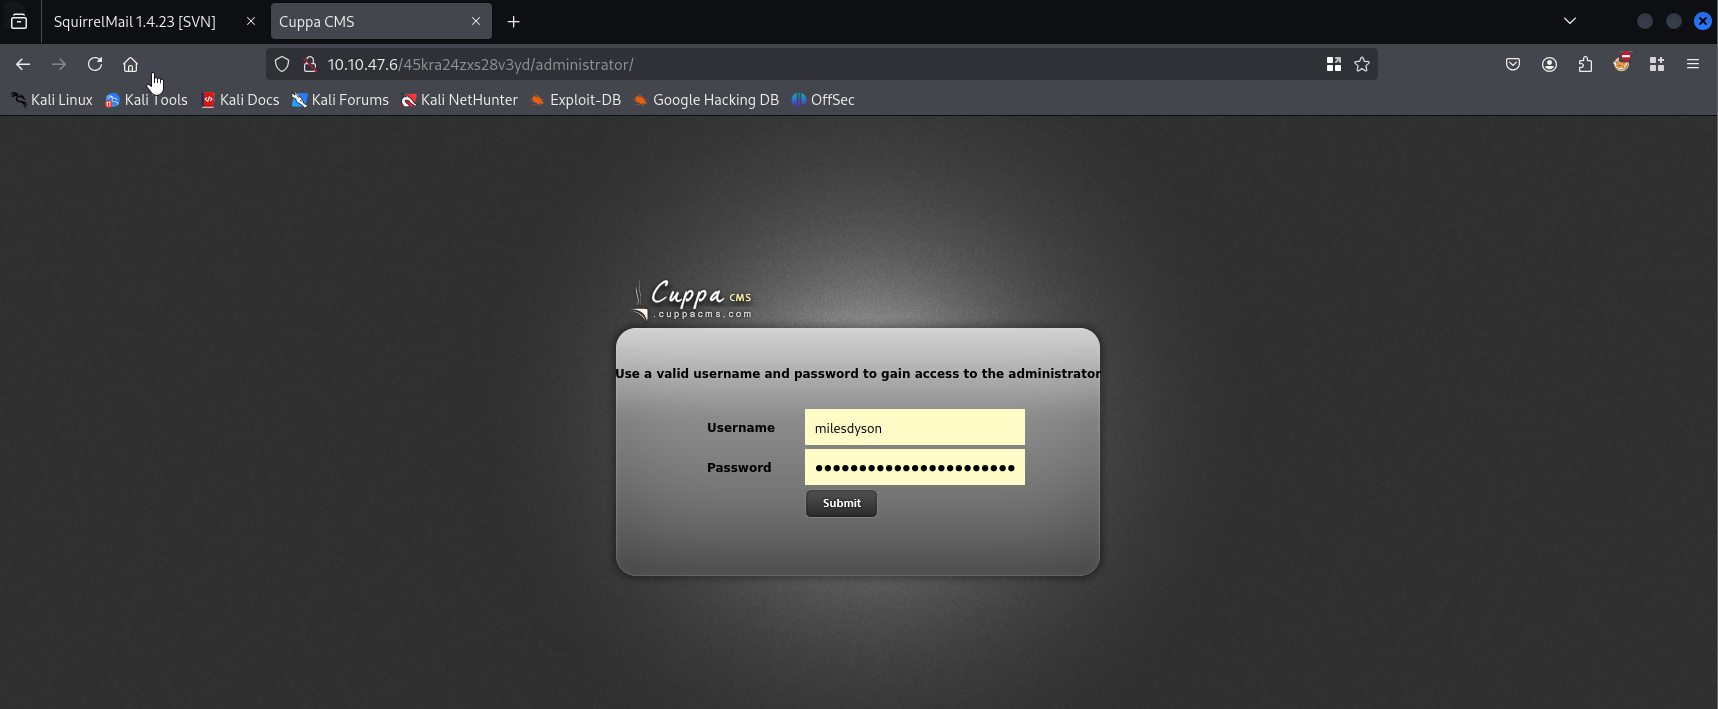 SquirrelMail 1.4.23 [SVN]
Cuppa CMS
10.10.47.6/45kra24zxs28v3yd/administrator/
Kali Linux
Kali Tools
Kali Docs
Kali Forums
Kali NetHunter
Exploit-DB
Google Hacking DB
OffSec
Cuppa CMS
.cuppacms.com
Use a valid username and password to gain access to the administrator
Username
milesdyson
Password
Submit